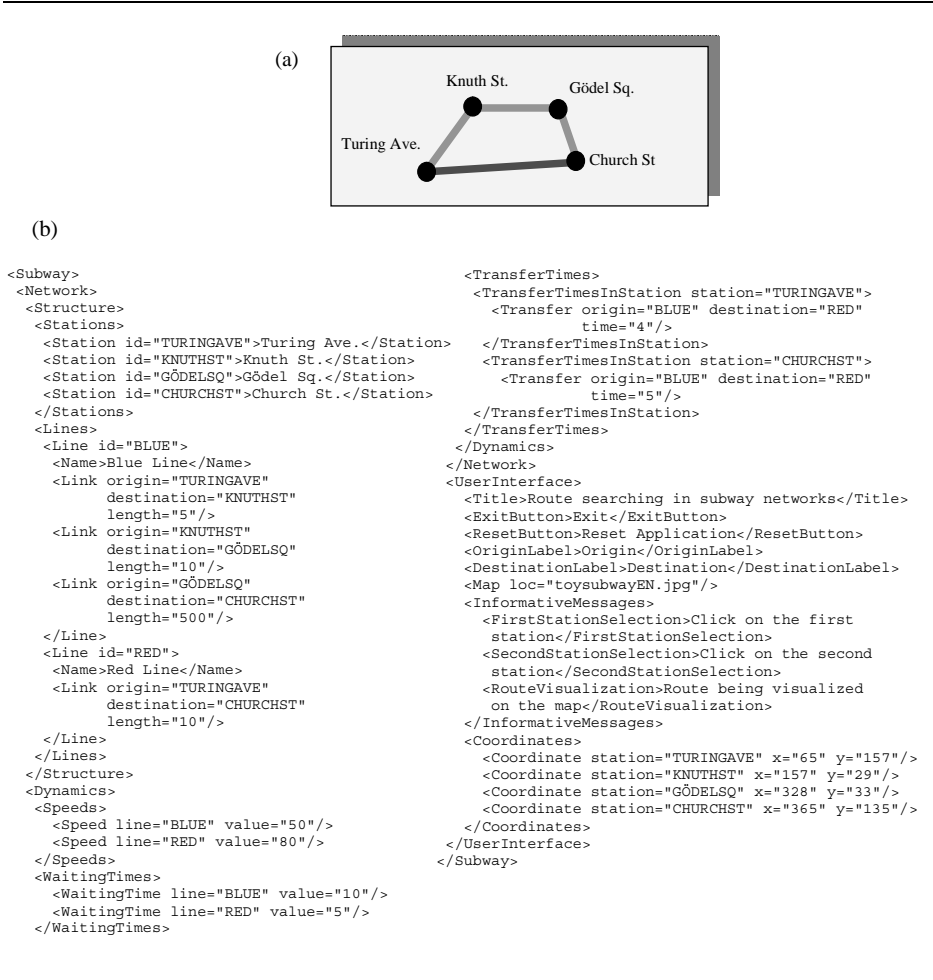 (a)
Knuth St.
Gödel Sq.
Turing Ave.
Church St
(b)
<Subway>
<Network>
<Structure>
<Stations>
<Station id="TURINGAVE">Turing Ave.</Station>
<Station id="KNUTHST">Knuth St.</Station>
<Station id="GÖDELSQ">Gödel Sq.</Station>
<Station id="CHURCHST">Church St.</Station>
</Stations>
<Lines>
<Line id="BLUE">
<Name>Blue Line</Name>
<Link origin="TURINGAVE"
destination="KNUTHST"
length="5"/>
<Link origin="KNUTHST"
destination="GÖDELSQ"
length="10"/>
<Link origin="GÖDELSQ"
destination="CHURCHST"
length="500"/>
</Line>
<Line id="RED">
<Name>Red Line</Name>
<Link origin="TURINGAVE"
destination="CHURCHST"
length="10"/>
</Line>
</Lines>
</Structure>
<Dynamics>
<Speeds>
<Speed line="BLUE" value="50"/>
<Speed line="RED" value="80"/>
</Speeds>
<WaitingTimes>
<WaitingTime line="BLUE" value="10"/>
<WaitingTime line="RED" value="5"/>
</WaitingTimes>
<TransferTimes>
<TransferTimesInStation station="TURINGAVE">
<Transfer origin="BLUE" destination="RED"
time="4"/>
</TransferTimesInStation>
<TransferTimesInStation station="CHURCHST">
<Transfer origin="BLUE" destination="RED"
time="5"/>
</TransferTimesInStation>
</TransferTimes>
</Dynamics>
</Network>
<UserInterface>
<Title>Route searching in subway networks</Title>
<ExitButton>Exit</ExitButton>
<ResetButton>Reset Application</ResetButton>
<OriginLabel>Origin</OriginLabel>
<DestinationLabel>Destination</DestinationLabel>
<Map loc="toysubwayEN.jpg"/>
<InformativeMessages>
<FirstStationSelection>Click on the first
station</FirstStationSelection>
<SecondStationSelection>Click on the second
station</SecondStationSelection>
<RouteVisualization>Route being visualized
on the map</RouteVisualization>
</InformativeMessages>
<Coordinates>
<Coordinate station="TURINGAVE" x="65" y="157"/>
<Coordinate station="KNUTHST" x="157" y="29"/>
<Coordinate station="GÖDELSQ" x="328" y="33"/>
<Coordinate station="CHURCHST" x="365" y="135"/>
</Coordinates>
</UserInterface>
</Subway>